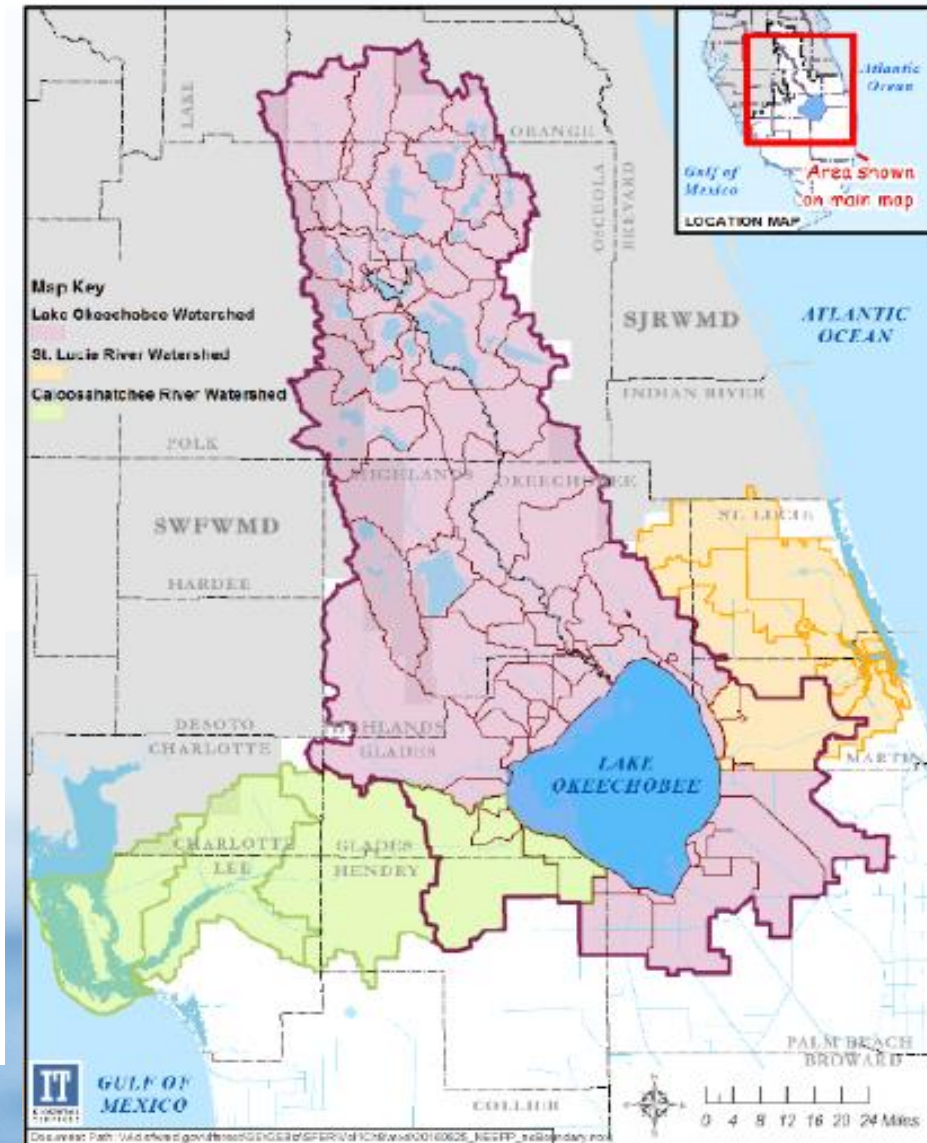 Atlantic
Ocean
Gulf of
Mexico
Area shown
on main map
LOCATION MAP
LAKE
ORANGE
OSCEOLA
BREVARD
Map Key
Lake Okeechobee Watershed
St. Lucie River Watershed
Caloosahatchee River Watershed
SJRWMD
ATLANTIC
OCEAN
INDIAN RIVER
POLK
HIGHLANDS
OKEECHOBEE
SWFWMD
ST. LUCIE
HARDEE
DESOTO
CHARLOTTE
HIGHLANDS
GLADES
LAKE
OKEECHOBEE
MARTIN
CHARLOTTE
LEE
GLADES
HENDRY
PALM BEACH
BROWARD
IT
GULF OF
MEXICO
COLLIER
0 4 8 12 16 20 24 Miles
Document Path: